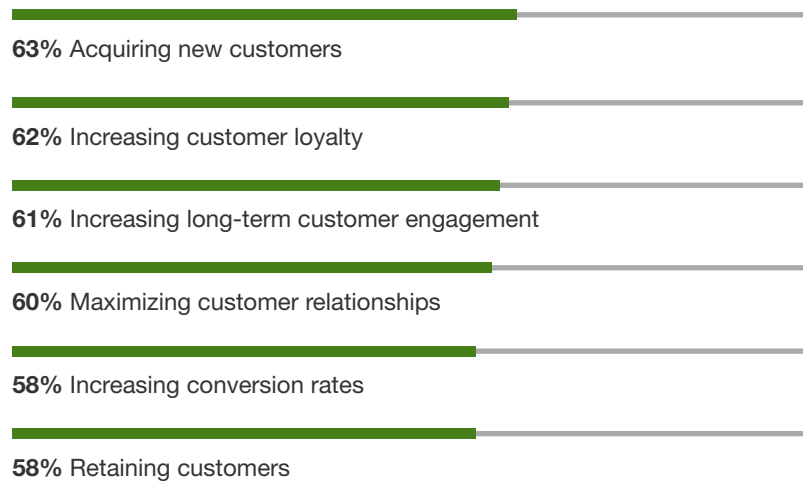 63% Acquiring new customers
62% Increasing customer loyalty
61% Increasing long-term customer engagement
60% Maximizing customer relationships
58% Increasing conversion rates
58% Retaining customers